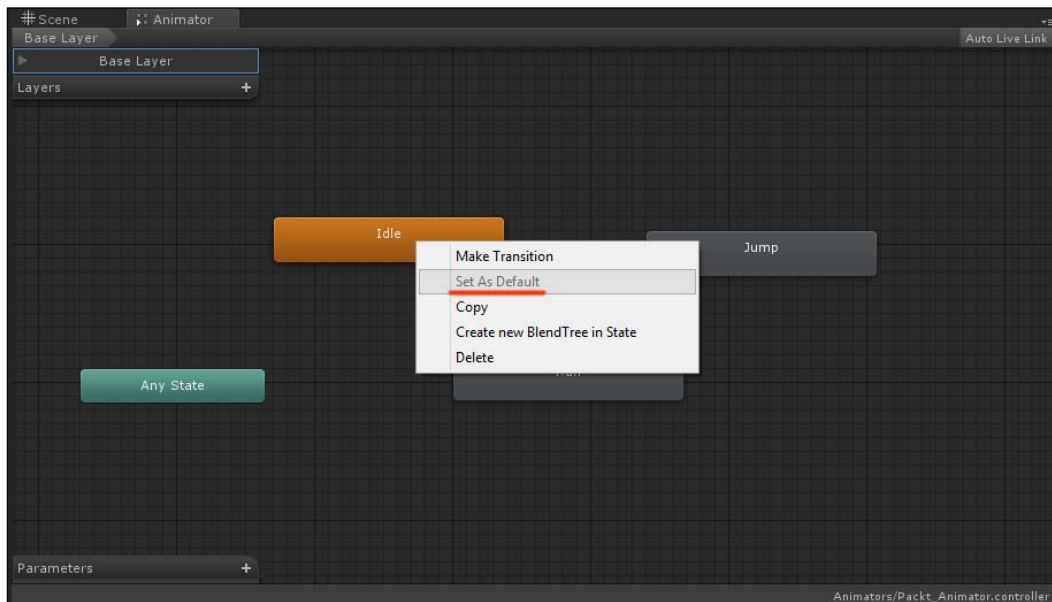 Scene
Animator
Base Layer
Auto Live Link
Base Layer
Layers
Idle
Jump
Make Transition
Set As Default
Copy
Create new BlendTree in State
Delete
Any State
Parameters
Animators/Packt_Animator.controller